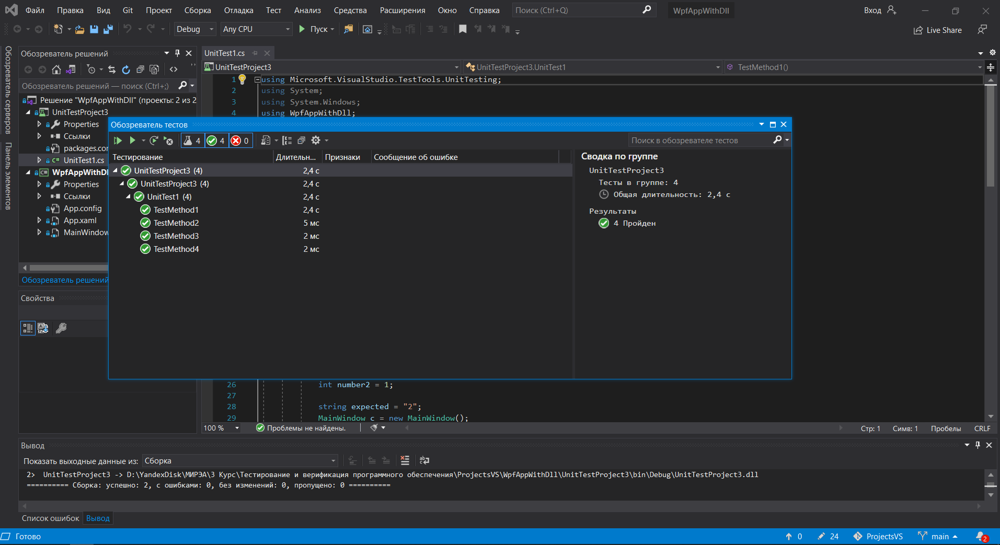 Файл Правка Вид Git Проект Сборка Отладка Тест Анализ Средства Расширения Окно Справка Поиск (Ctrl+Q) WpfAppWithDll Вход
Debug Any CPU Пуск Live Share
Обозреватель серверов
Панель элементов
Обозреватель решений
Обозреватель решений — поиск (Ctrl+;)
Решение "WpfAppWithDll" (проекты: 2 из 2
UnitTestProject3
Properties
Ссылки
packages.cor
UnitTest1.cs
WpfAppWithDl
Properties
Ссылки
App.config
App.xaml
MainWindow
Обозреватель решений
Свойства
UnitTest1.cs
UnitTestProject3 UnitTestProject3.UnitTest1 TestMethod1()
1 using Microsoft.VisualStudio.TestTools.UnitTesting;
2 using System;
3 using System.Windows;
4 using WpfAppWithDll;
Обозреватель тестов
4 4 0 Поиск в обозревателе тестов
Тестирование Длительн... Признаки Сообщение об ошибке
UnitTestProject3 (4) 2,4 с
UnitTestProject3 (4) 2,4 с
UnitTest1 (4) 2,4 с
TestMethod1 2,4 с
TestMethod2 5 мс
TestMethod3 2 мс
TestMethod4 2 мс
Сводка по группе
UnitTestProject3
Тесты в группе: 4
Общая длительность: 2,4 с
Результаты
4 Пройден
26 int number2 = 1;
27
28 string expected = "2";
29 MainWindow c = new MainWindow();
100 % Проблемы не найдены. Стр: 1 Симв: 1 Пробелы CRLF
Вывод
Показать выходные данные из: Сборка
2> UnitTestProject3 -> D:\YandexDisk\МИРЭА\3 Курс\Тестирование и верификация программного обеспечения\ProjectsVS\WpfAppWithDll\UnitTestProject3\bin\Debug\UnitTestProject3.dll
========== Сборка: успешно: 2, с ошибками: 0, без изменений: 0, пропущено: 0 ==========
Список ошибок Вывод
Готово 0 24 ProjectsVS main 2